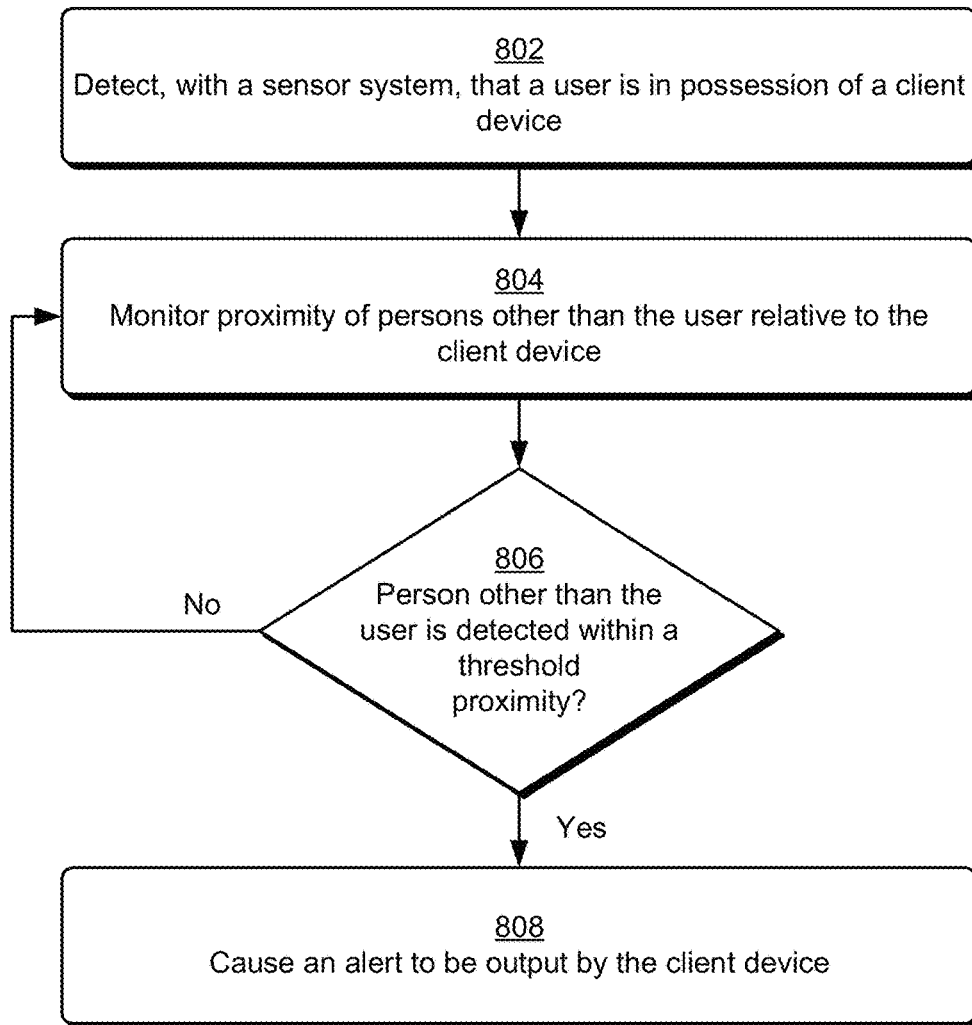 802
Detect, with a sensor system, that a user is in possession of a client
device
804
Monitor proximity of persons other than the user relative to the
client device
806
Person other than the
user is detected within a
threshold
proximity?
No
Yes
808
Cause an alert to be output by the client device